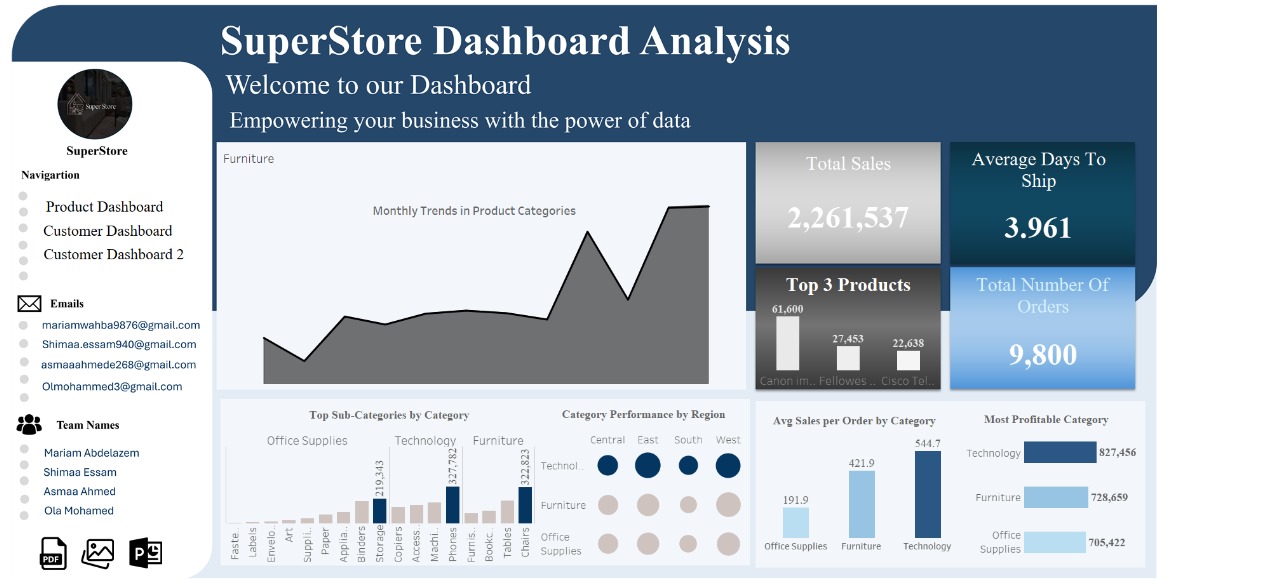 SuperStore Dashboard Analysis
Welcome to our Dashboard
Empowering your business with the power of data
SuperStore
SuperStore
Navigartion
Product Dashboard
Customer Dashboard
Customer Dashboard 2
Emails
mariamwahba9876@gmail.com
Shimaa.essam940@gmail.com
asmaaahmede268@gmail.com
Olmohammed3@gmail.com
Team Names
Mariam Abdelazem
Shimaa Essam
Asmaa Ahmed
Ola Mohamed
PDF
Furniture
Monthly Trends in Product Categories
Total Sales
2,261,537
Average Days To
Ship
3.961
Top 3 Products
61,600
27,453
22,638
Canon im.. Fellowes .. Cisco Tel..
Total Number Of
Orders
9,800
Top Sub-Categories by Category
Office Supplies Technology Furniture
219,343
327,782
322,823
Faste..
Labels
Envelo..
Art
Suppli..
Paper
Applia..
Binders
Storage
Copiers
Access..
Machi..
Phones
Furnis..
Bookc..
Tables
Chairs
Category Performance by Region
Central East South West
Technol..
Furniture
Office
Supplies
Avg Sales per Order by Category
191.9
421.9
544.7
Office Supplies Furniture Technology
Most Profitable Category
Technology 827,456
Furniture 728,659
Office
Supplies 705,422